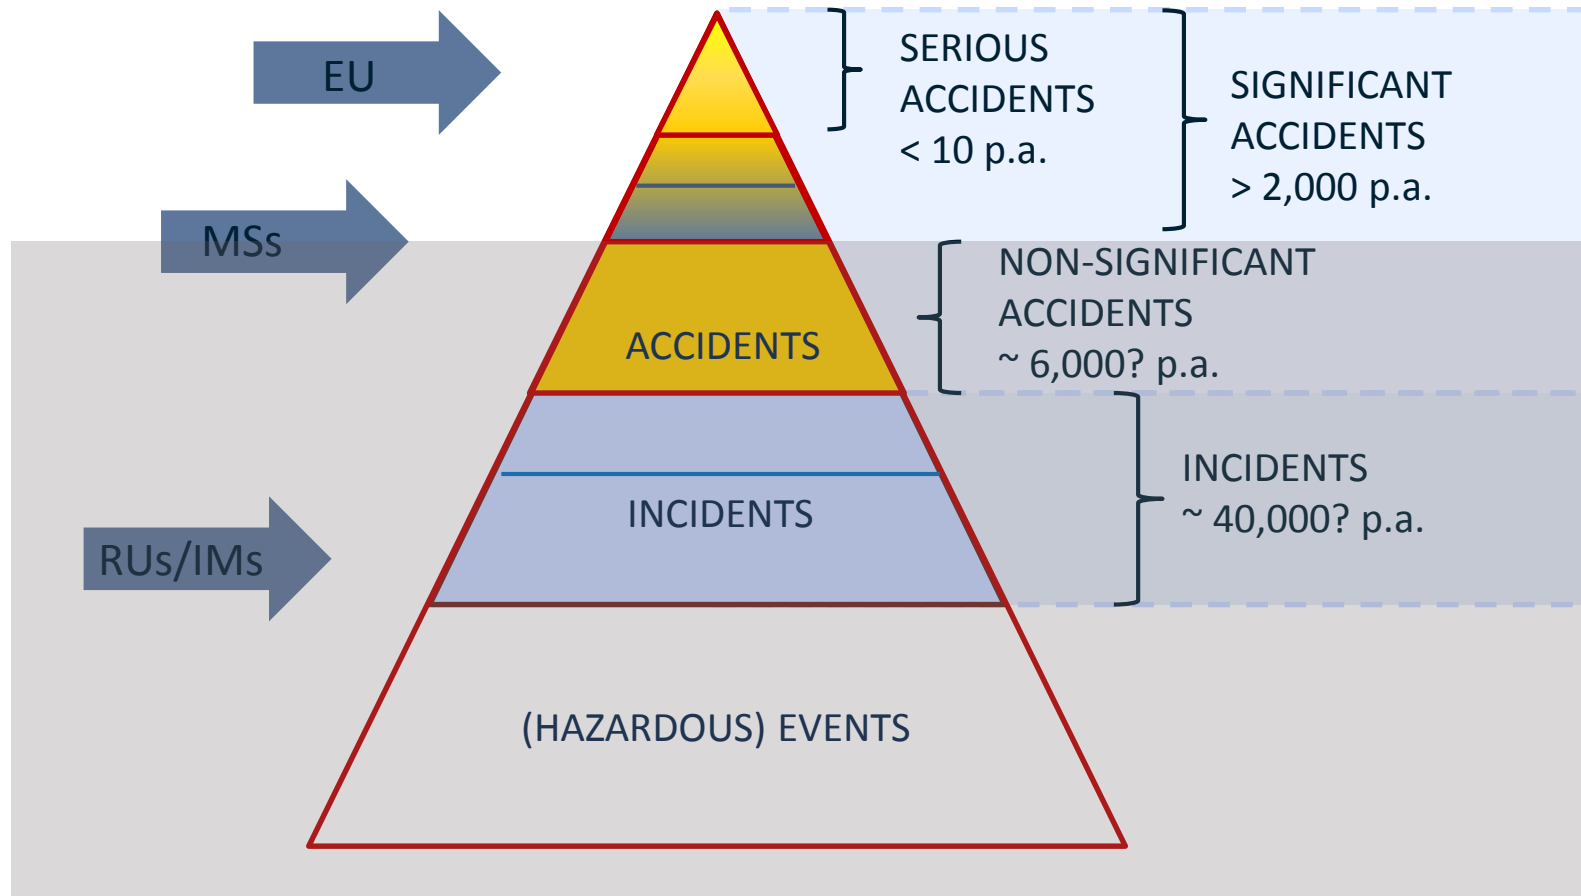 EU
SERIOUS
ACCIDENTS
< 10 p.a.
SIGNIFICANT
ACCIDENTS
> 2,000 p.a.
MSs
NON-SIGNIFICANT
ACCIDENTS
~ 6,000? p.a.
ACCIDENTS
INCIDENTS
~ 40,000? p.a.
INCIDENTS
RUs/IMs
(HAZARDOUS) EVENTS